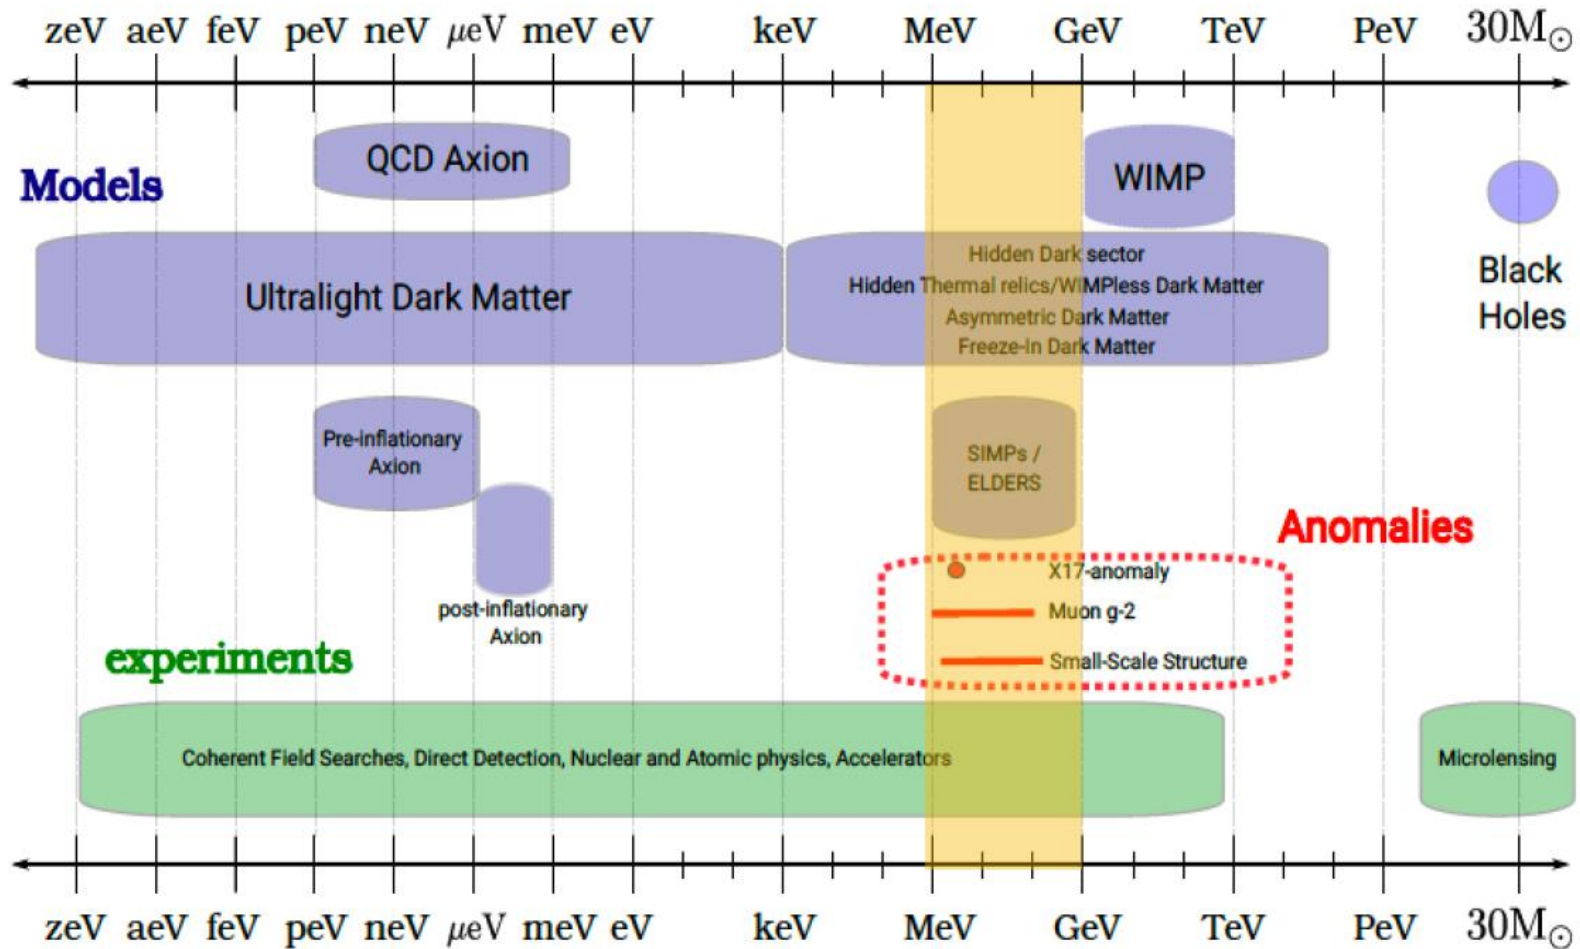 zeV aeV feV peV neV μeV meV eV keV MeV GeV TeV PeV 30M⊙
QCD Axion
WIMP
Models
Ultralight Dark Matter
Hidden Dark sector
Hidden Thermal relics/WIMPless Dark Matter
Asymmetric Dark Matter
Freeze-In Dark Matter
Black
Holes
Pre-inflationary
Axion
SIMPs /
ELDERS
Anomalies
X17-anomaly
post-inflationary
Axion
Muon g-2
experiments
Small-Scale Structure
Coherent Field Searches, Direct Detection, Nuclear and Atomic physics, Accelerators
Microlensing
zeV aeV feV peV neV μeV meV eV keV MeV GeV TeV PeV 30M⊙